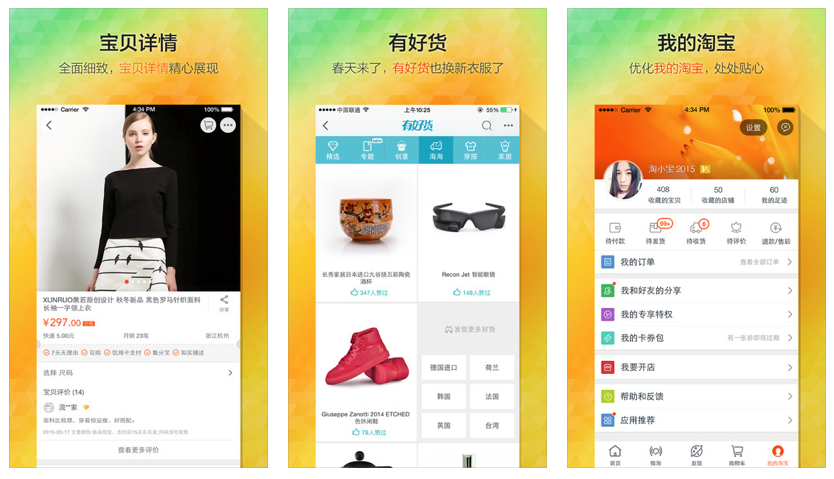 宝贝详情
全面细致，宝贝详情精心展现
Carrier
4:34 PM
100%
XUNRUO熏若原创设计 秋冬新品 黑色罗马针织面料
长袖一字领上衣
分享
¥297.00
快递 5.00元
月销 23笔
浙江杭州
7天无理由
花呗
信用卡支付
集分宝
如实描述
选择 尺码
宝贝评价 (14)
流**家
查看更多评价
有好货
春天来了，有好货也换新衣服了
中国联通
上午10:25
55%
有好货
精选
专题
创意
海淘
穿搭
家居
长秀家居日本进口九谷烧五彩陶瓷
酒杯
347人赞过
Recon Jet 智能眼镜
149人赞过
发现更多好货
德国进口
荷兰
韩国
法国
英国
台湾
Giuseppe Zanotti 2014 ETCHED
色休闲鞋
79人赞过
我的淘宝
优化我的淘宝，处处贴心
Carrier
4:34 PM
100%
设置
淘小宝 2015
408
收藏的宝贝
50
收藏的店铺
60
我的足迹
99+
8
待付款
待发货
待收货
待评价
退款/售后
我的订单
查看全部订单
我和好友的分享
我的专享特权
我的卡券包
有一张券即将过期
我要开店
帮助和反馈
应用推荐
首页
微淘
发现
购物车
我的淘宝